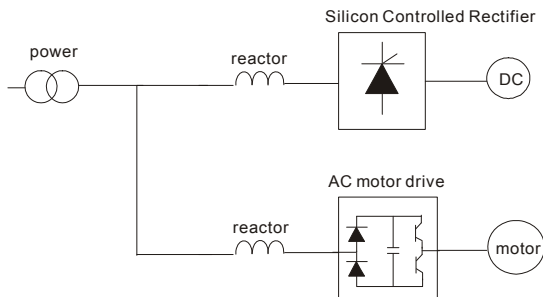 Silicon Controlled Rectifier
power
reactor
DC
AC motor drive
reactor
motor